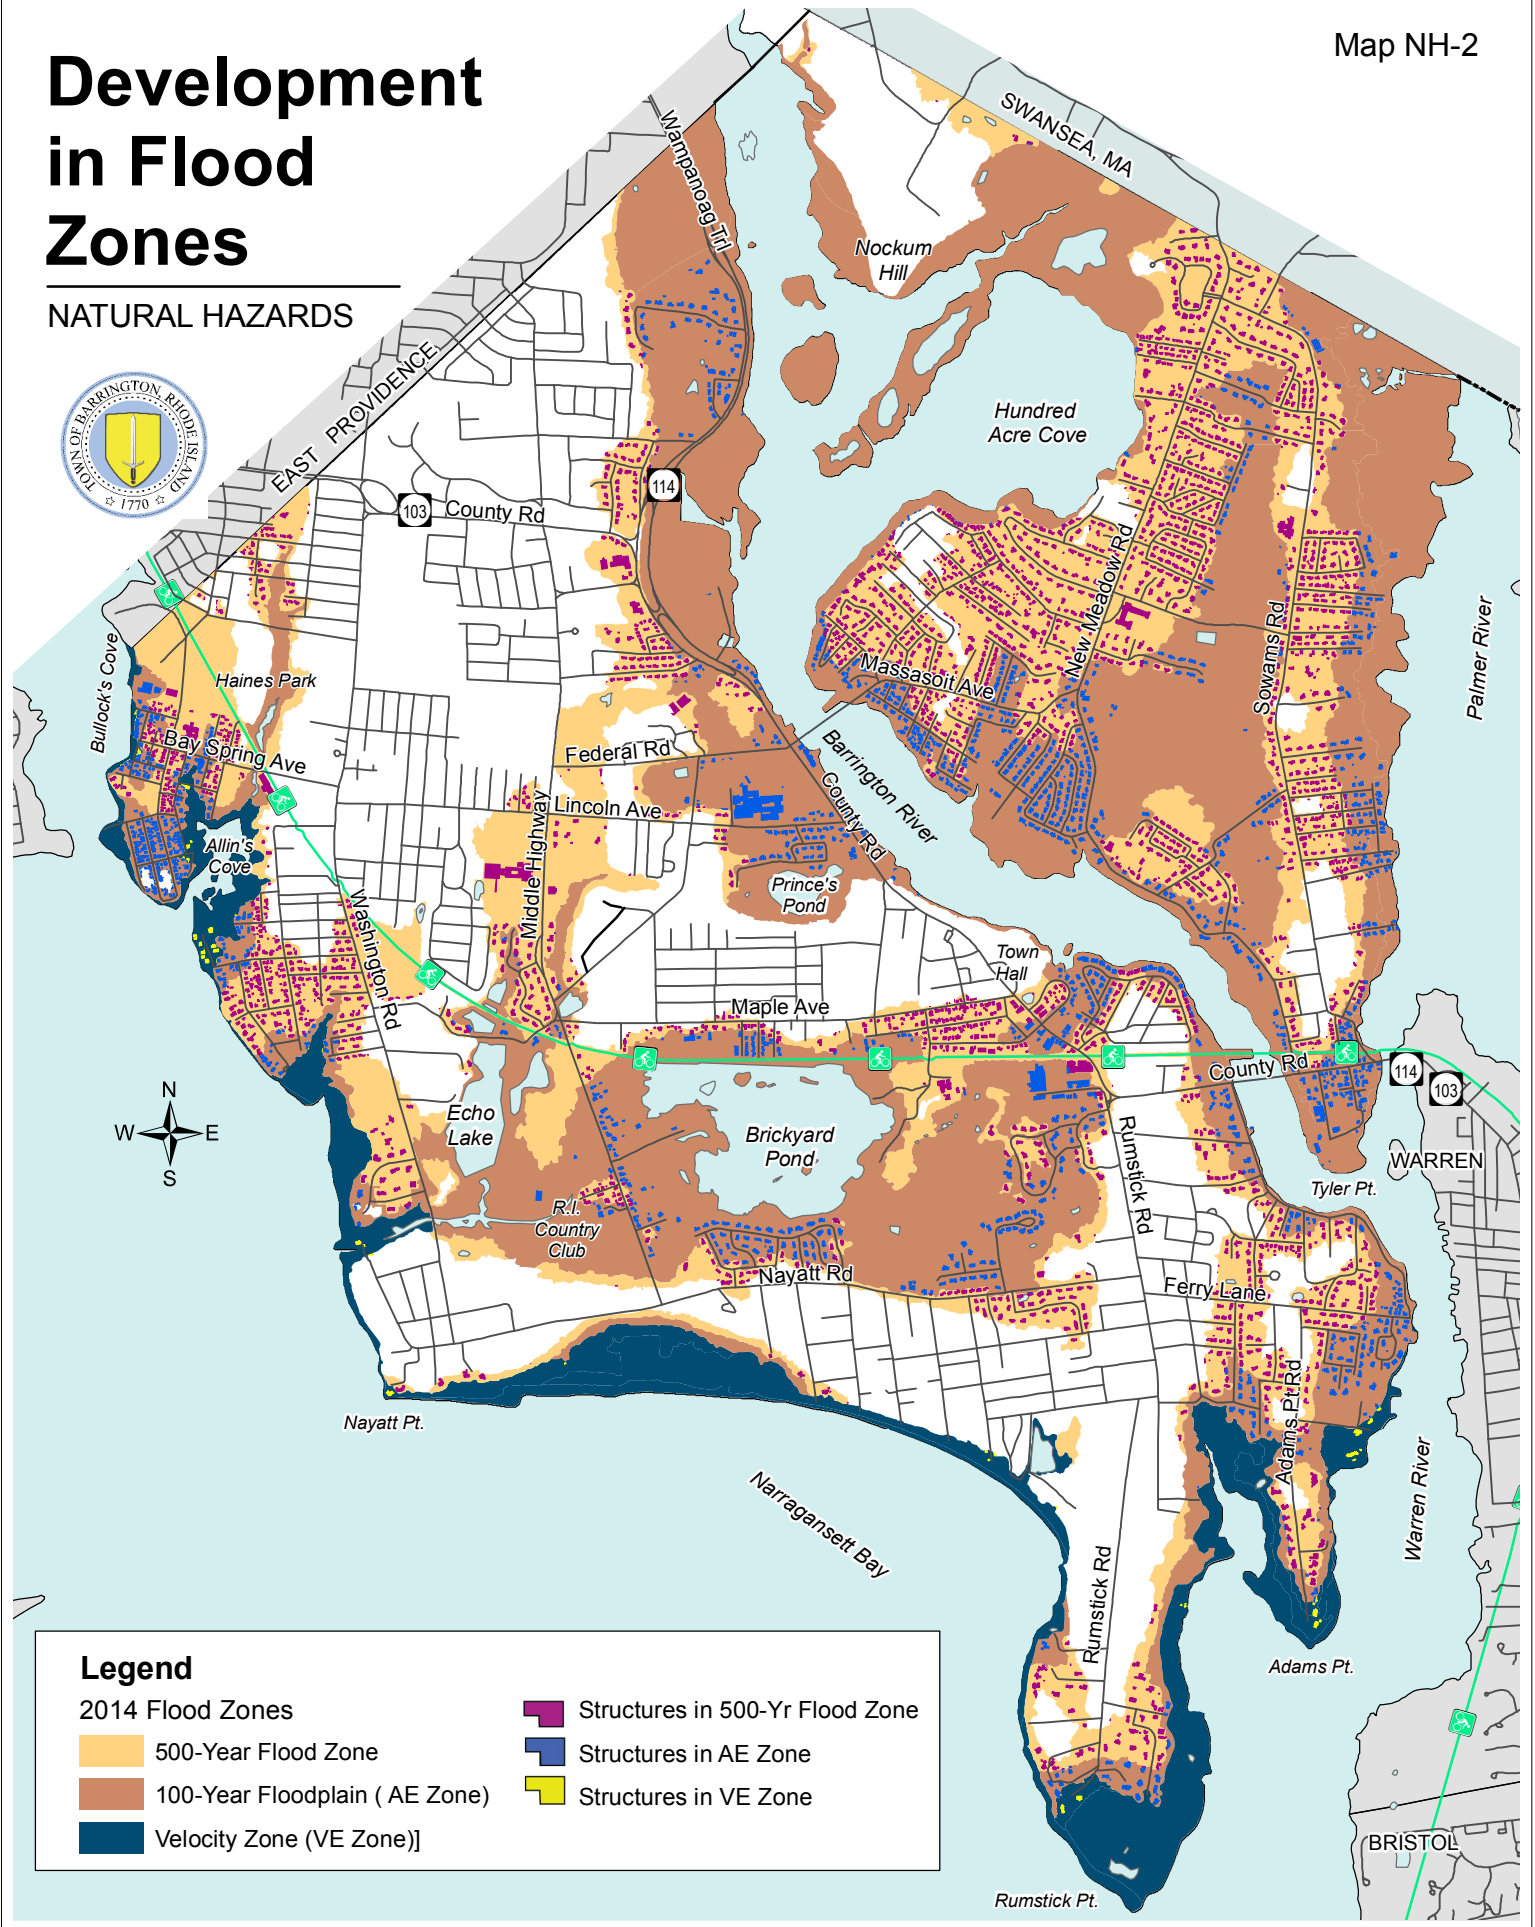 Development
in Flood
Zones
NATURAL HAZARDS
Map NH-2
TOWN OF BARRINGTON, RHODE ISLAND
1770
SWANSEA, MA
Wampanoag Trl
Nockum
Hill
EAST PROVIDENCE
Hundred
Acre Cove
114
103
County Rd
New Meadow Rd
Sowams Rd
Palmer River
Bullock's Cove
Haines Park
Massasoit Ave
Bay Spring Ave
Federal Rd
Barrington River
County Rd
Lincoln Ave
Middle Highway
Allin's
Cove
Prince's
Pond
Washington Rd
Town
Hall
Maple Ave
County Rd
114
103
N
W
E
S
Echo
Lake
Brickyard
Pond
Rumstick Rd
WARREN
Tyler Pt.
R.I.
Country
Club
Nayatt Rd
Ferry Lane
Adams Pt Rd
Nayatt Pt.
Narragansett Bay
Warren River
Rumstick Rd
Adams Pt.
Legend
2014 Flood Zones
500-Year Flood Zone
100-Year Floodplain ( AE Zone)
Velocity Zone (VE Zone)]
Structures in 500-Yr Flood Zone
Structures in AE Zone
Structures in VE Zone
BRISTOL
Rumstick Pt.